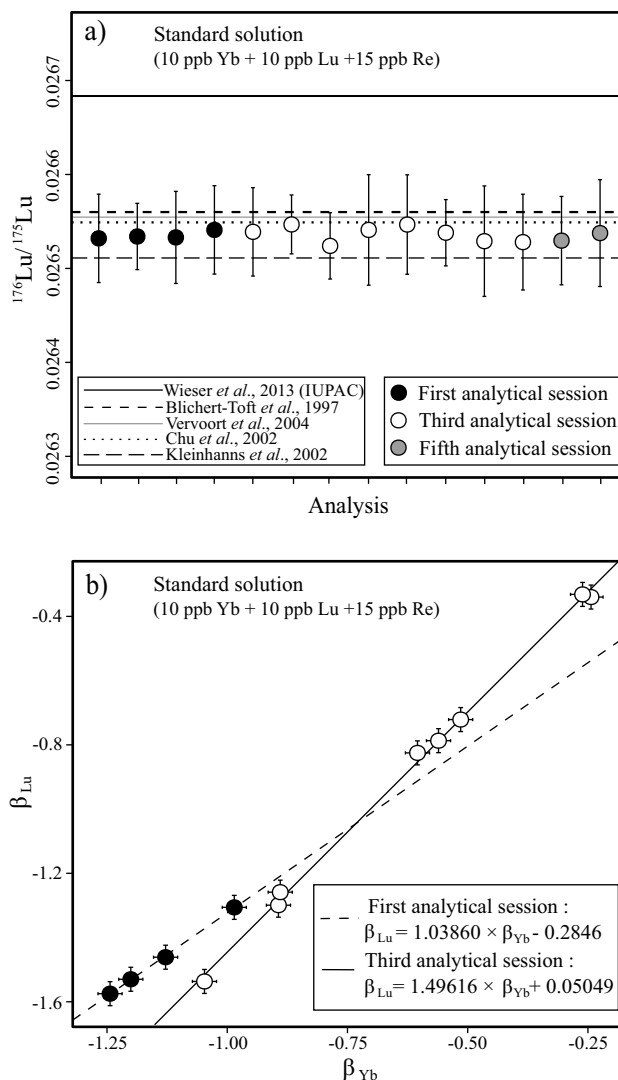 a)
Standard solution
(10 ppb Yb + 10 ppb Lu +15 ppb Re)
0.0267
0.0266
0.0265
0.0264
0.0263
176Lu/175Lu
Wieser et al., 2013 (IUPAC)
Blichert-Toft et al., 1997
Vervoort et al., 2004
Chu et al., 2002
Kleinhanns et al., 2002
First analytical session
Third analytical session
Fifth analytical session
Analysis
b)
Standard solution
(10 ppb Yb + 10 ppb Lu +15 ppb Re)
-0.4
-0.8
-1.2
-1.6
βLu
First analytical session :
βLu = 1.03860 × βYb - 0.2846
Third analytical session :
βLu = 1.49616 × βYb + 0.05049
-1.25 -1.00 -0.75 -0.50 -0.25
βYb